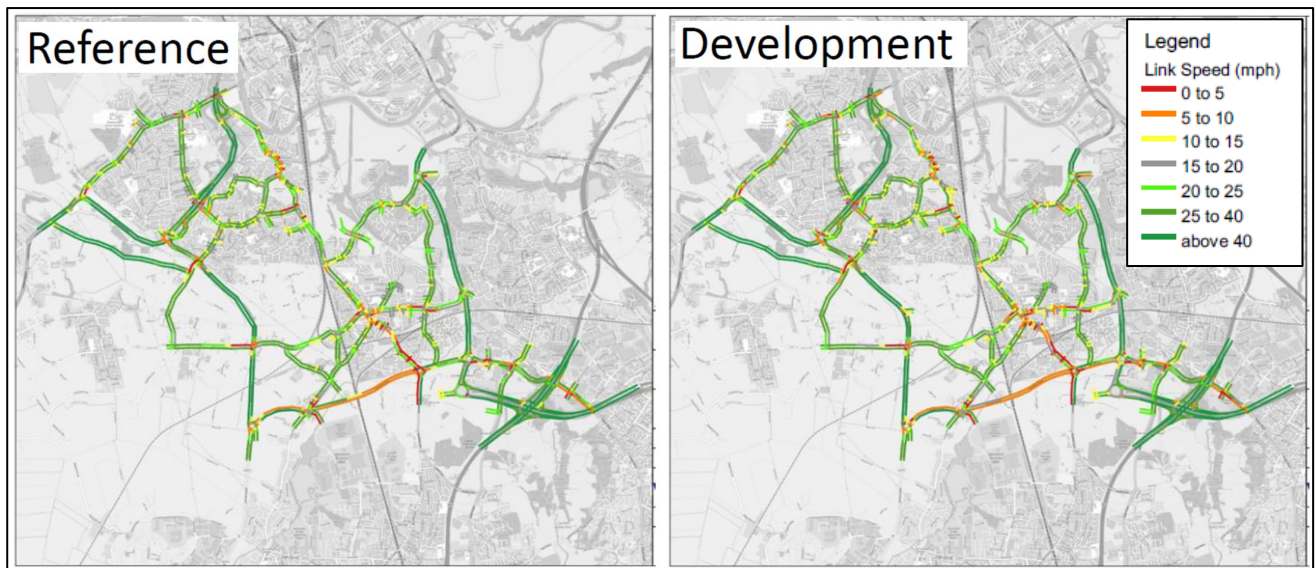 Reference
Development
Legend
Link Speed (mph)
0 to 5
5 to 10
10 to 15
15 to 20
20 to 25
25 to 40
above 40